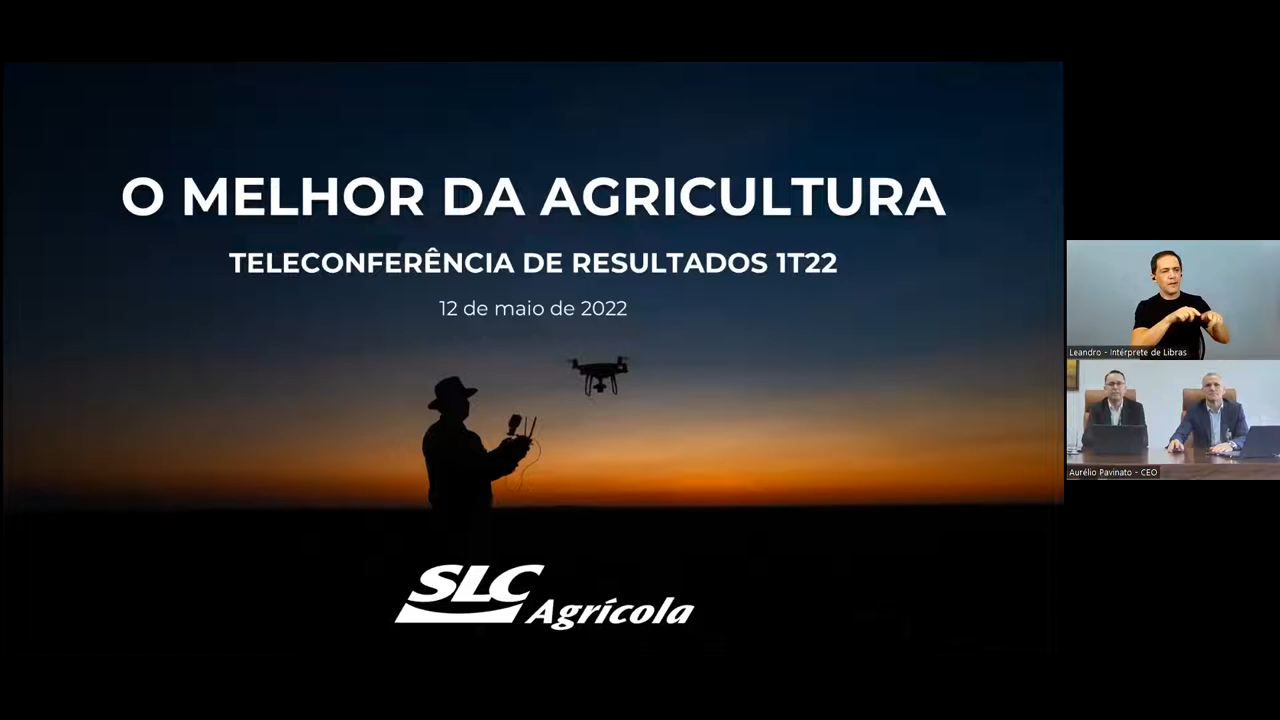 O MELHOR DA AGRICULTURA
TELECONFERÊNCIA DE RESULTADOS 1T22
12 de maio de 2022
SLC Agrícola
Leandro - Intérprete de Libras
Aurélio Pavinato - CEO